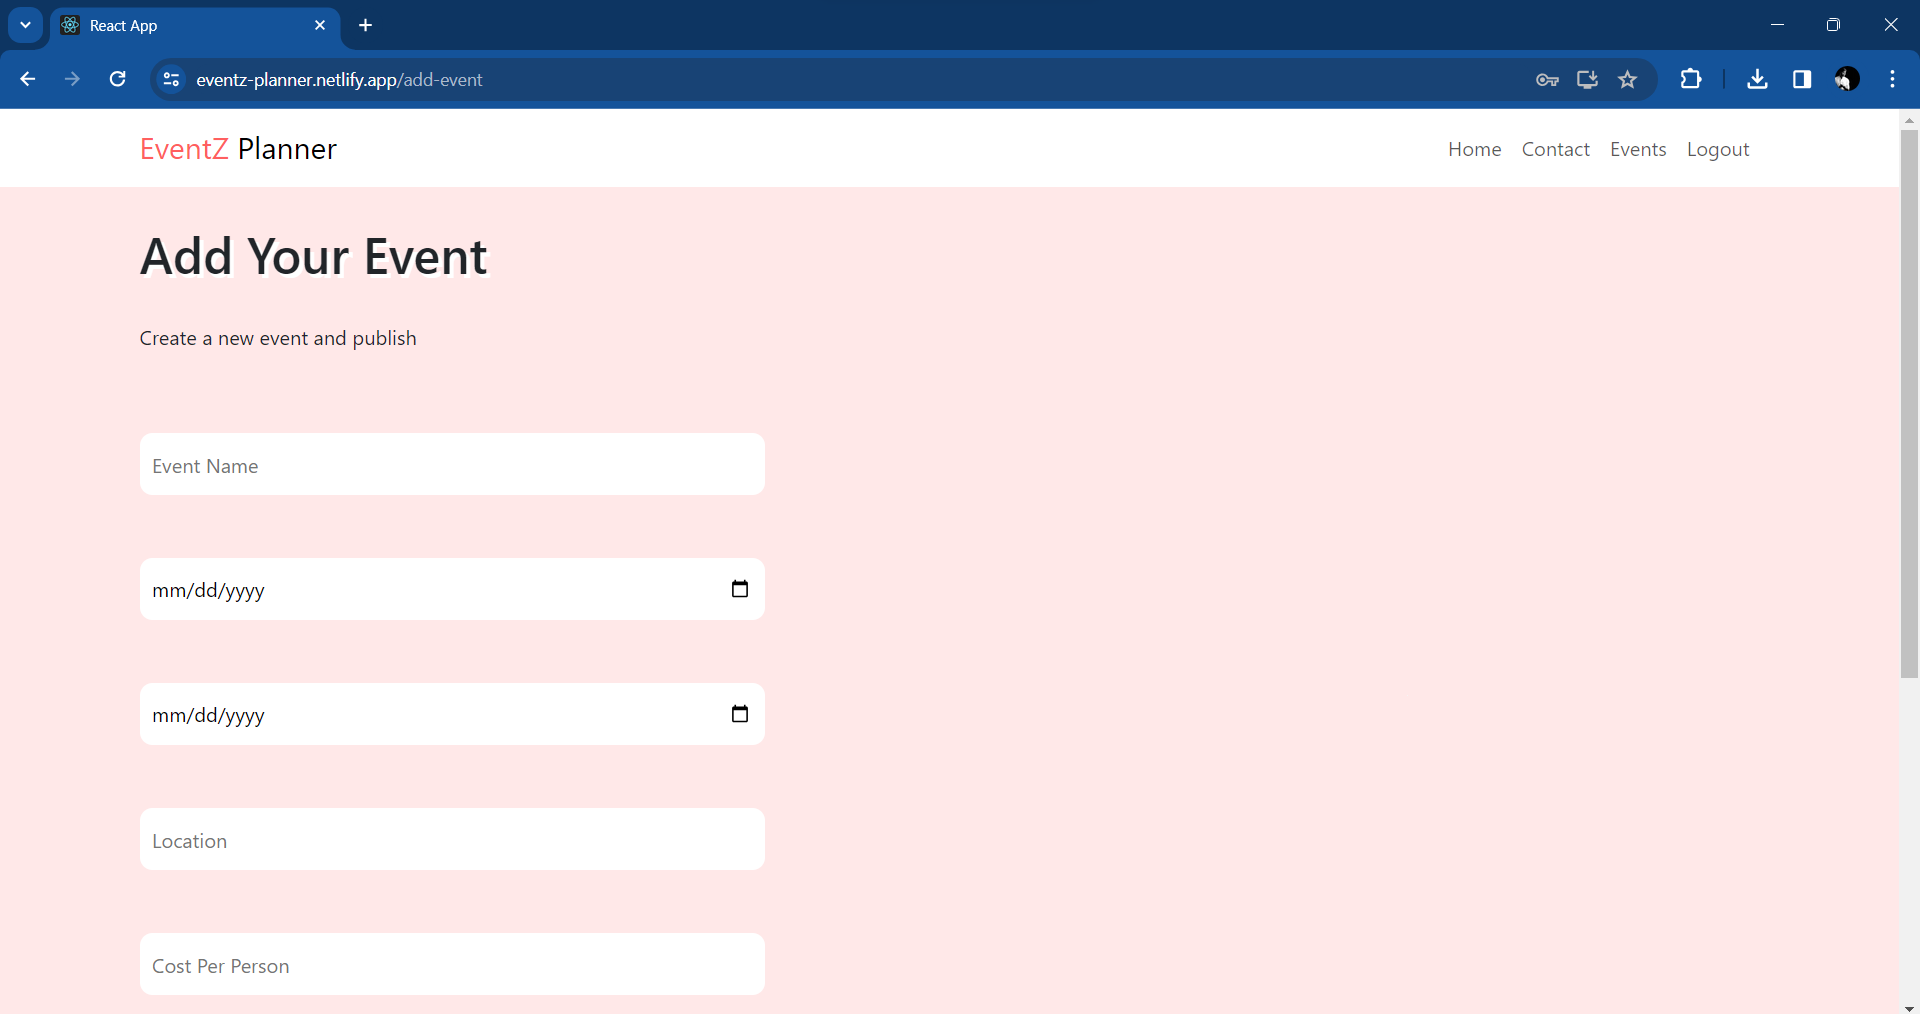 React App
eventz-planner.netlify.app/add-event
EventZ Planner
Home Contact Events Logout
Add Your Event
Create a new event and publish
Event Name
mm/dd/yyyy
mm/dd/yyyy
Location
Cost Per Person